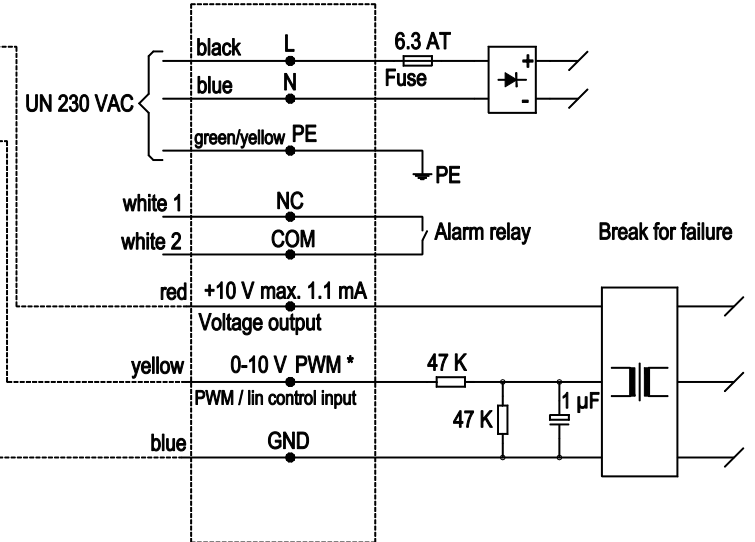 black L 6.3 AT
Fuse
+
-
UN 230 VAC
blue N
green/yellow PE
PE
white 1 NC
white 2 COM
Alarm relay
Break for failure
red +10 V max. 1.1 mA
Voltage output
yellow 0-10 V PWM *
PWM / lin control input
47 K
47 K
1 µF
blue GND